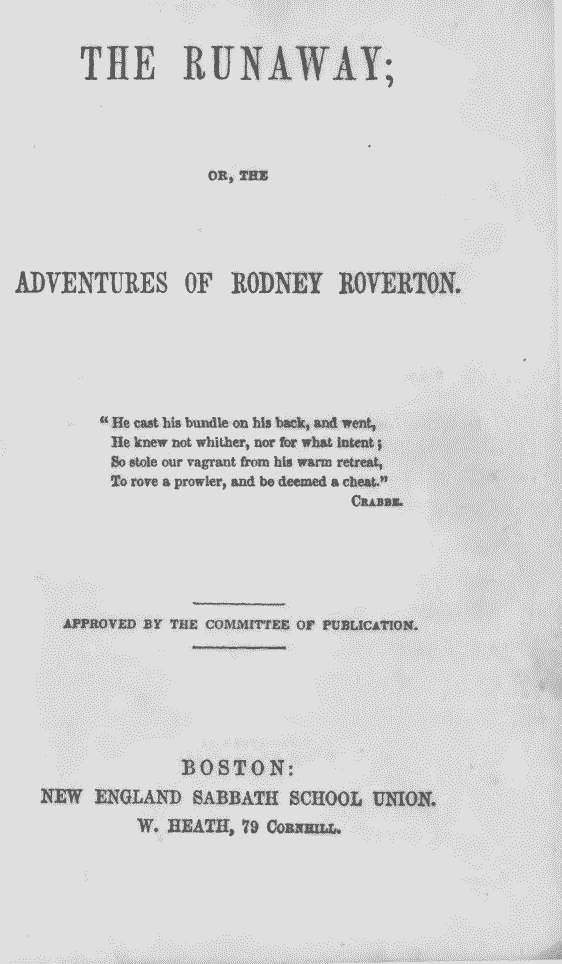 THE RUNAWAY;
OR, THE
ADVENTURES OF RODNEY ROVERTON.
“ He cast his bundle on his back, and went,
He knew not whither, nor for what intent;
So stole our vagrant from his warm retreat,
To rove a prowler, and be deemed a cheat.”
CRABBE.
APPROVED BY THE COMMITTEE OF PUBLICATION.
BOSTON:
NEW ENGLAND SABBATH SCHOOL UNION.
W. HEATH, 79 CORNHILL.